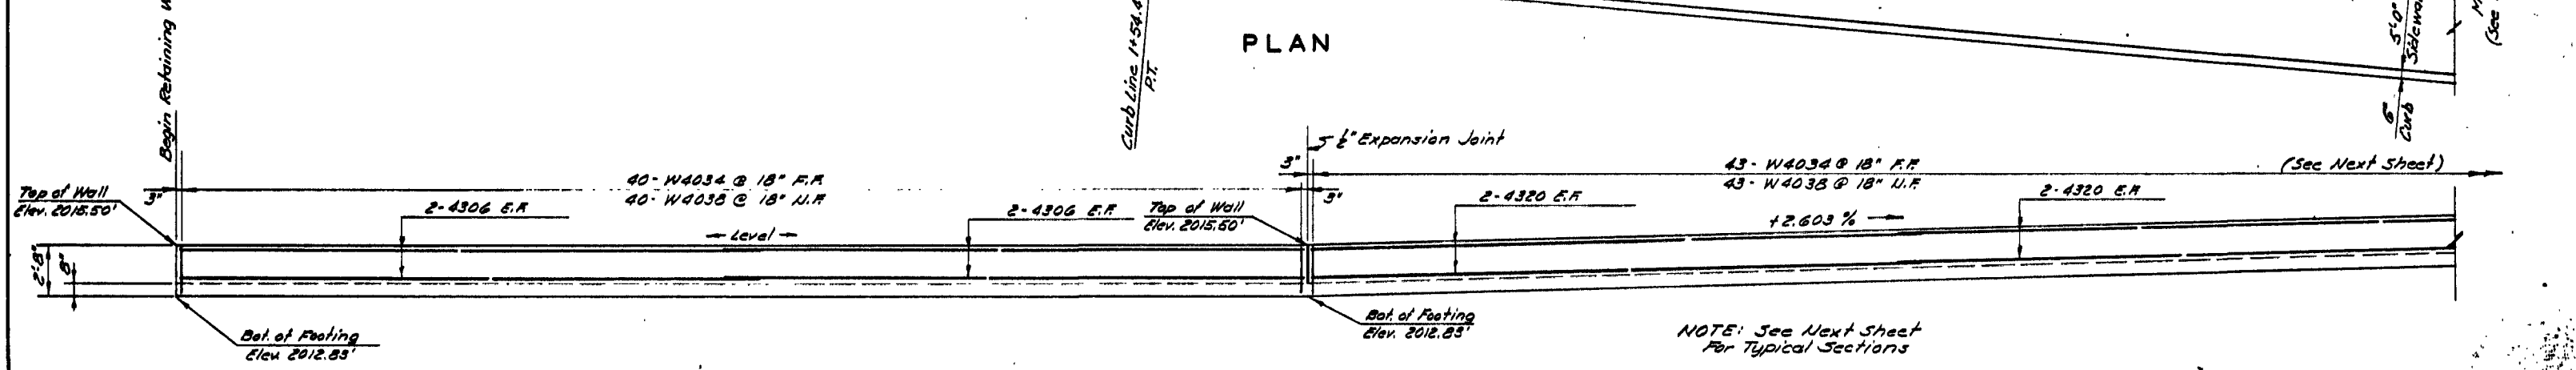 Begin Retaining
Curb Line 1+54.4
P.T.
PLAN
5'0"
Sidewa
(See
6"
Curb
½" Expansion Joint
3"
40- W4034 @ 18" F.F.
40- W4038 @ 18" N.F.
3"
3"
43- W4034 @ 18" F.F.
43- W4038 @ 18" N.F.
(See Next Sheet)
Top of Wall
Elev. 2015.50'
2-4306 E.F.
2-4306 E.F.
Top of Wall
Elev. 2015.50'
2-4320 E.F.
2-4320 E.F.
Level
+2.603 %
2'-8"
8"
Bot. of Footing
Elev. 2012.83'
Bot. of Footing
Elev. 2012.83'
NOTE: See Next Sheet
For Typical Sections